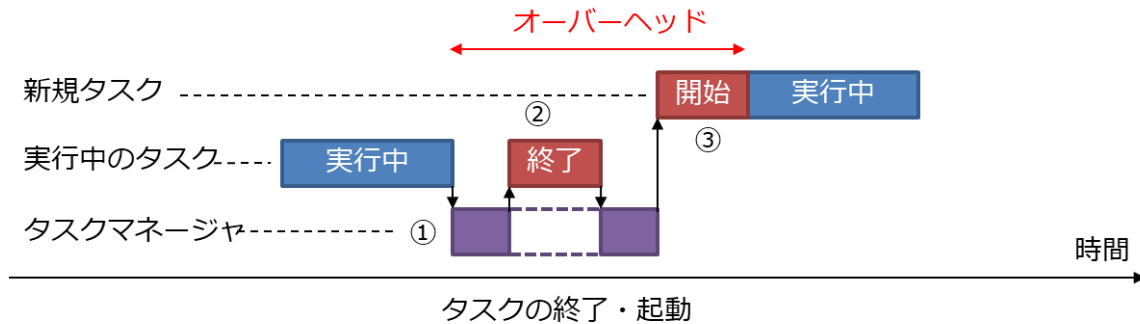 オーバーヘッド
新規タスク
開始
実行中
②
③
実行中のタスク
実行中
終了
タスクマネージャ
①
時間
タスクの終了・起動